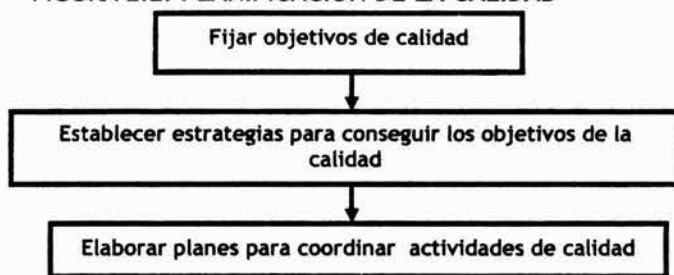 Fijar objetivos de calidad
Establecer estrategias para conseguir los objetivos de la
calidad
Elaborar planes para coordinar actividades de calidad